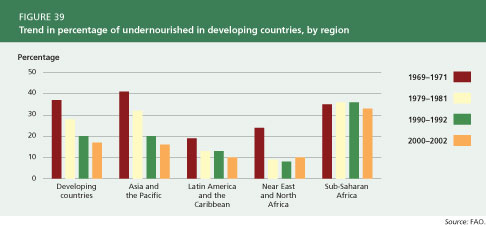 FIGURE 39
Trend in percentage of undernourished in developing countries, by region
Percentage
50
40
30
20
10
0
Developing
countries
Asia and
the Pacific
Latin America
and the
Caribbean
Near East
and North
Africa
Sub-Saharan
Africa
1969–1971
1979–1981
1990–1992
2000–2002
Source: FAO.